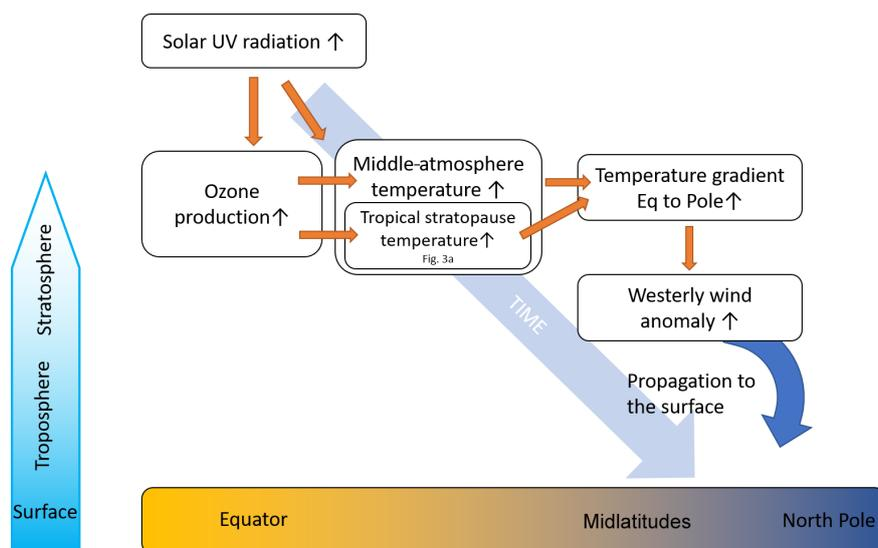 Solar UV radiation ↑
Ozone
production↑
Middle-atmosphere
temperature ↑
Tropical stratopause
temperature↑
Fig. 3a
Temperature gradient
Eq to Pole↑
Westerly wind
anomaly ↑
TIME
Propagation to
the surface
Stratosphere
Troposphere
Surface
Equator
Midlatitudes
North Pole